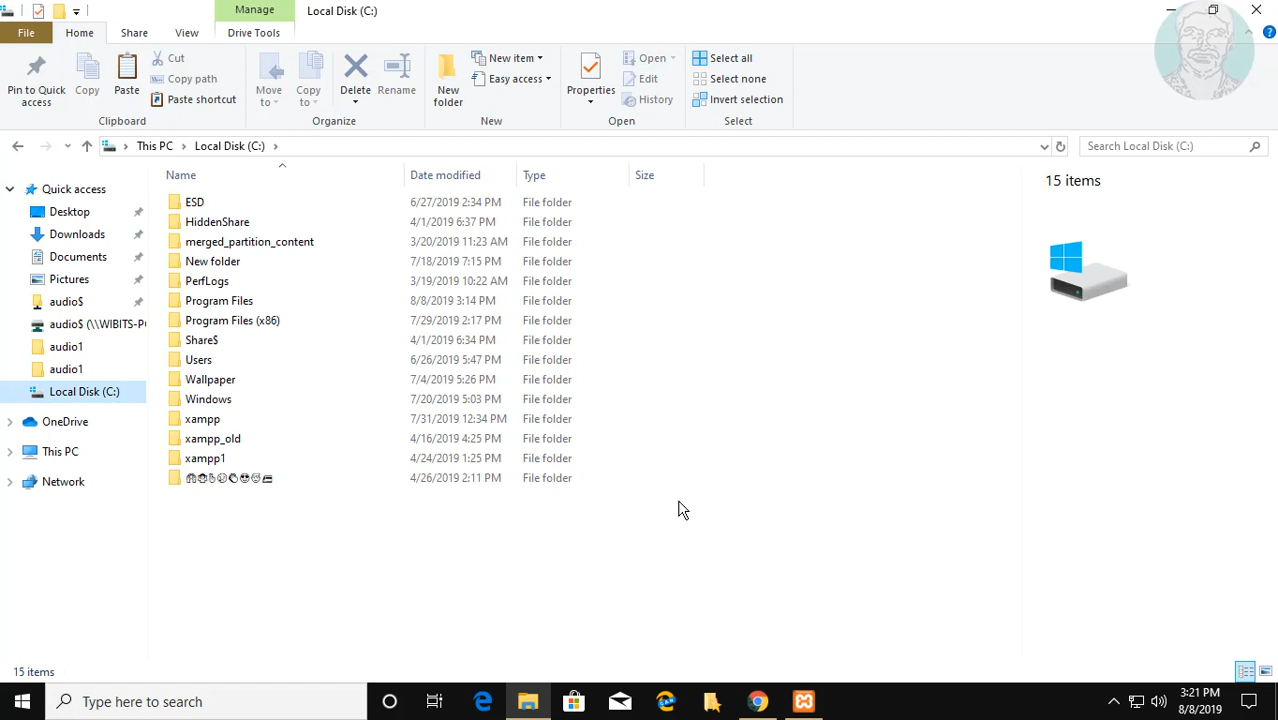 Manage
Local Disk (C:)
File
Home
Share
View
Drive Tools
Pin to Quick access
Copy
Paste
Cut
Copy path
Paste shortcut
Move to
Copy to
Delete
Rename
New folder
New item
Easy access
Properties
Open
Edit
History
Select all
Select none
Invert selection
Clipboard
Organize
New
Open
Select
This PC
Local Disk (C:)
Search Local Disk (C:)
Name
Date modified
Type
Size
Quick access
Desktop
Downloads
Documents
Pictures
audio$
audio$ (\\WIBITS-P
audio1
audio1
Local Disk (C:)
OneDrive
This PC
Network
ESD 6/27/2019 2:34 PM File folder
HiddenShare 4/1/2019 6:37 PM File folder
merged_partition_content 3/20/2019 11:23 AM File folder
New folder 7/18/2019 7:15 PM File folder
PerfLogs 3/19/2019 10:22 AM File folder
Program Files 8/8/2019 3:14 PM File folder
Program Files (x86) 7/29/2019 2:17 PM File folder
Share$ 4/1/2019 6:34 PM File folder
Users 6/26/2019 5:47 PM File folder
Wallpaper 7/4/2019 5:26 PM File folder
Windows 7/20/2019 5:03 PM File folder
xampp 7/31/2019 12:34 PM File folder
xampp_old 4/16/2019 4:25 PM File folder
xampp1 4/24/2019 1:25 PM File folder
4/26/2019 2:11 PM File folder
15 items
15 items
Type here to search
3:21 PM
8/8/2019